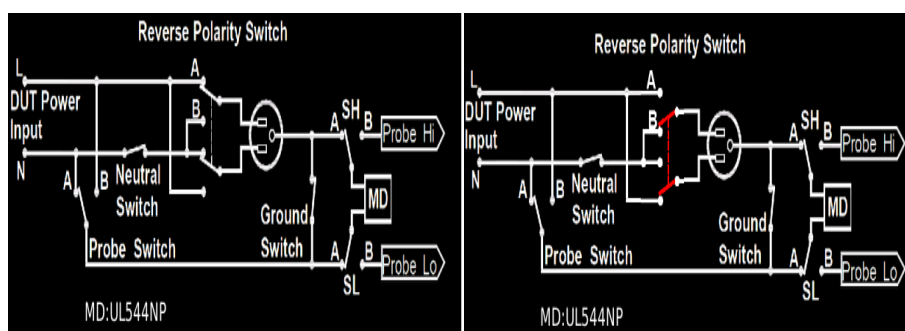 Reverse Polarity Switch
L
A
DUT Power
Input
B
N
A
B
Neutral
Switch
Probe Switch
Ground
Switch
A
SH
B
Probe Hi
MD
A
SL
B
Probe Lo
MD:UL544NP
Reverse Polarity Switch
L
A
DUT Power
Input
B
N
A
B
Neutral
Switch
Probe Switch
Ground
Switch
A
SH
B
Probe Hi
MD
A
SL
B
Probe Lo
MD:UL544NP